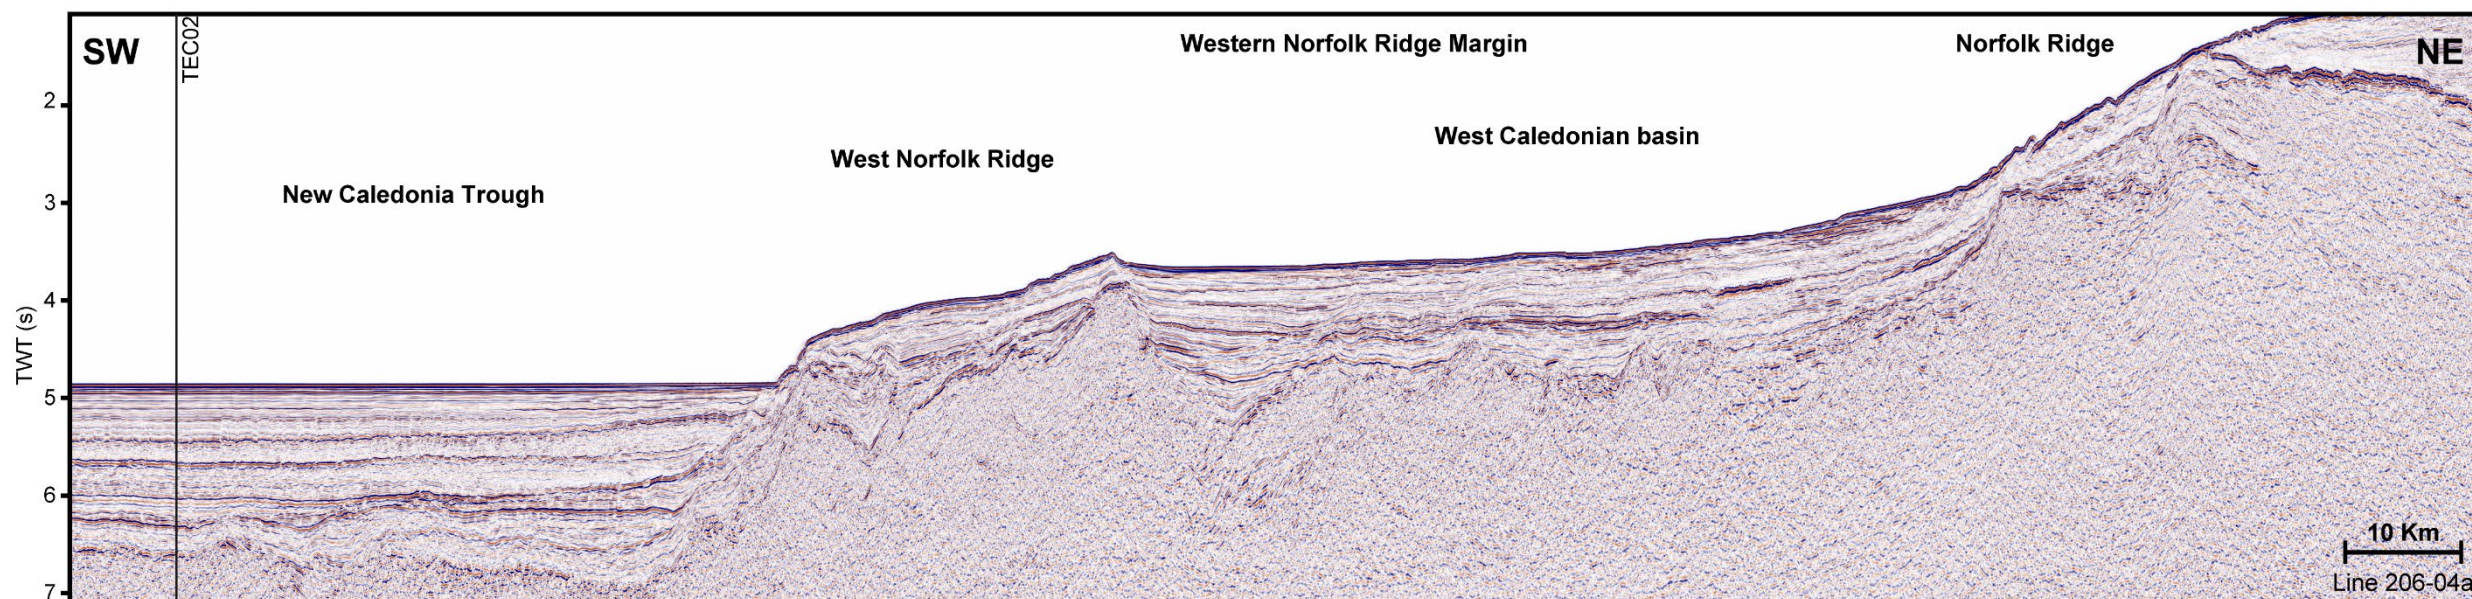 SW
TEC02
Western Norfolk Ridge Margin
Norfolk Ridge
NE
2
West Caledonian basin
West Norfolk Ridge
New Caledonia Trough
3
4
TWT (s)
5
6
10 Km
Line 206-04a
7